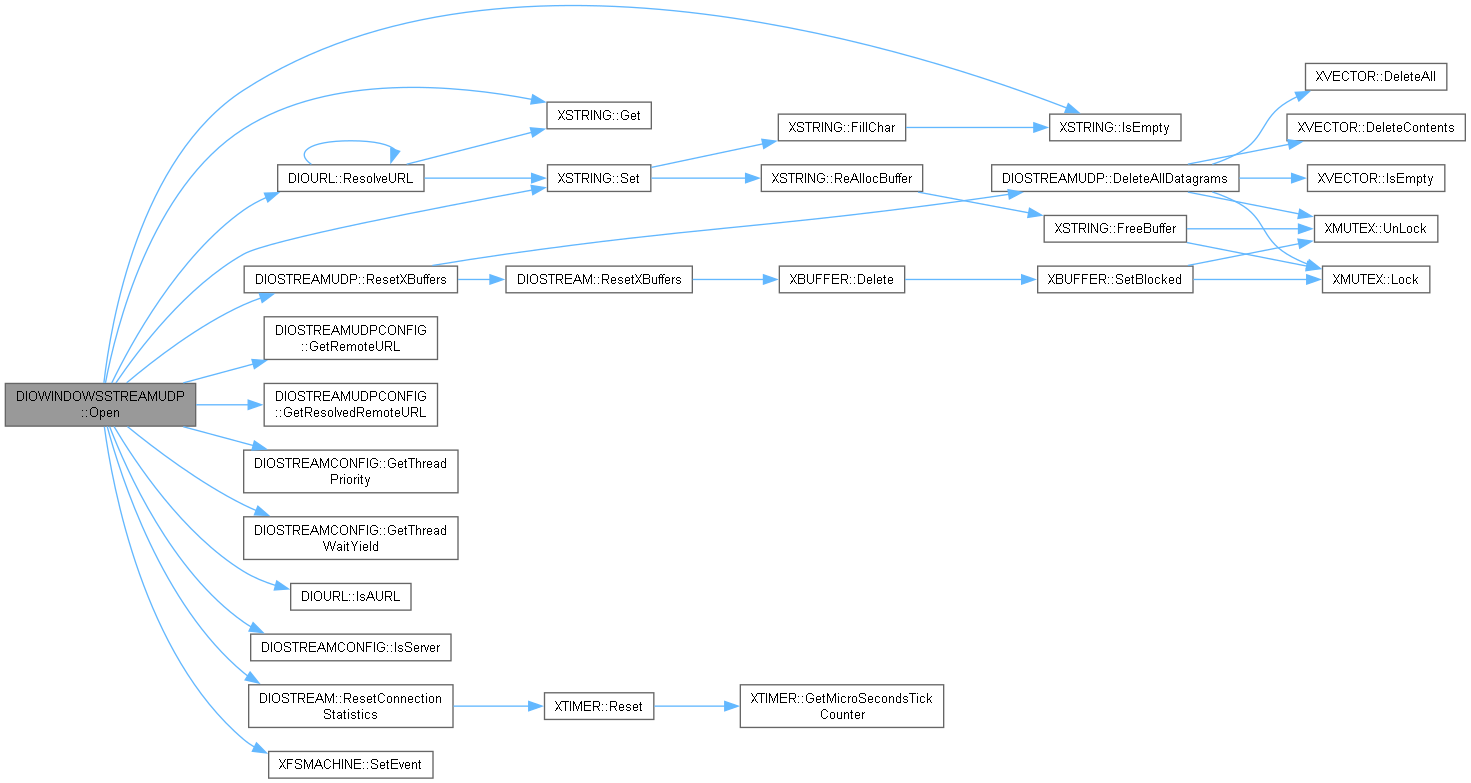 DIOWINDOWSSTREAMUDP
::Open
XSTRING::Get
DIOURL::ResolveURL
XSTRING::Set
XSTRING::FillChar
XSTRING::IsEmpty
XSTRING::ReAllocBuffer
XSTRING::FreeBuffer
DIOSTREAMUDP::DeleteAllDatagrams
XVECTOR::DeleteAll
XVECTOR::DeleteContents
XVECTOR::IsEmpty
XMUTEX::UnLock
XMUTEX::Lock
DIOSTREAMUDP::ResetXBuffers
DIOSTREAM::ResetXBuffers
XBUFFER::Delete
XBUFFER::SetBlocked
DIOSTREAMUDPCONFIG
::GetRemoteURL
DIOSTREAMUDPCONFIG
::GetResolvedRemoteURL
DIOSTREAMCONFIG::GetThread
Priority
DIOSTREAMCONFIG::GetThread
WaitYield
DIOURL::IsAURL
DIOSTREAMCONFIG::IsServer
DIOSTREAM::ResetConnection
Statistics
XTIMER::Reset
XTIMER::GetMicroSecondsTick
Counter
XFSMACHINE::SetEvent